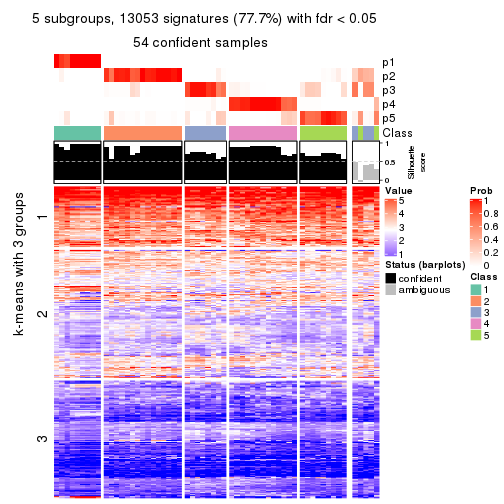 5 subgroups, 13053 signatures (77.7%) with fdr < 0.05
54 confident samples
p1
p2
p3
p4
p5
Class
1
0.5
0
Silhouette
score
k-means with 3 groups
1
2
3
Value
5
4
3
2
1
Status (barplots)
confident
ambiguous
Prob
1
0.8
0.6
0.4
0.2
0
Class
1
2
3
4
5